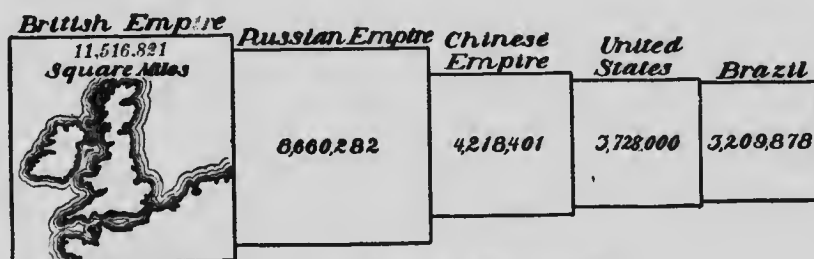 British Empire
11,516,821
Square Miles
Russian Empire
8,660,282
Chinese
Empire
4,218,401
United
States
3,728,000
Brazil
3,209,878